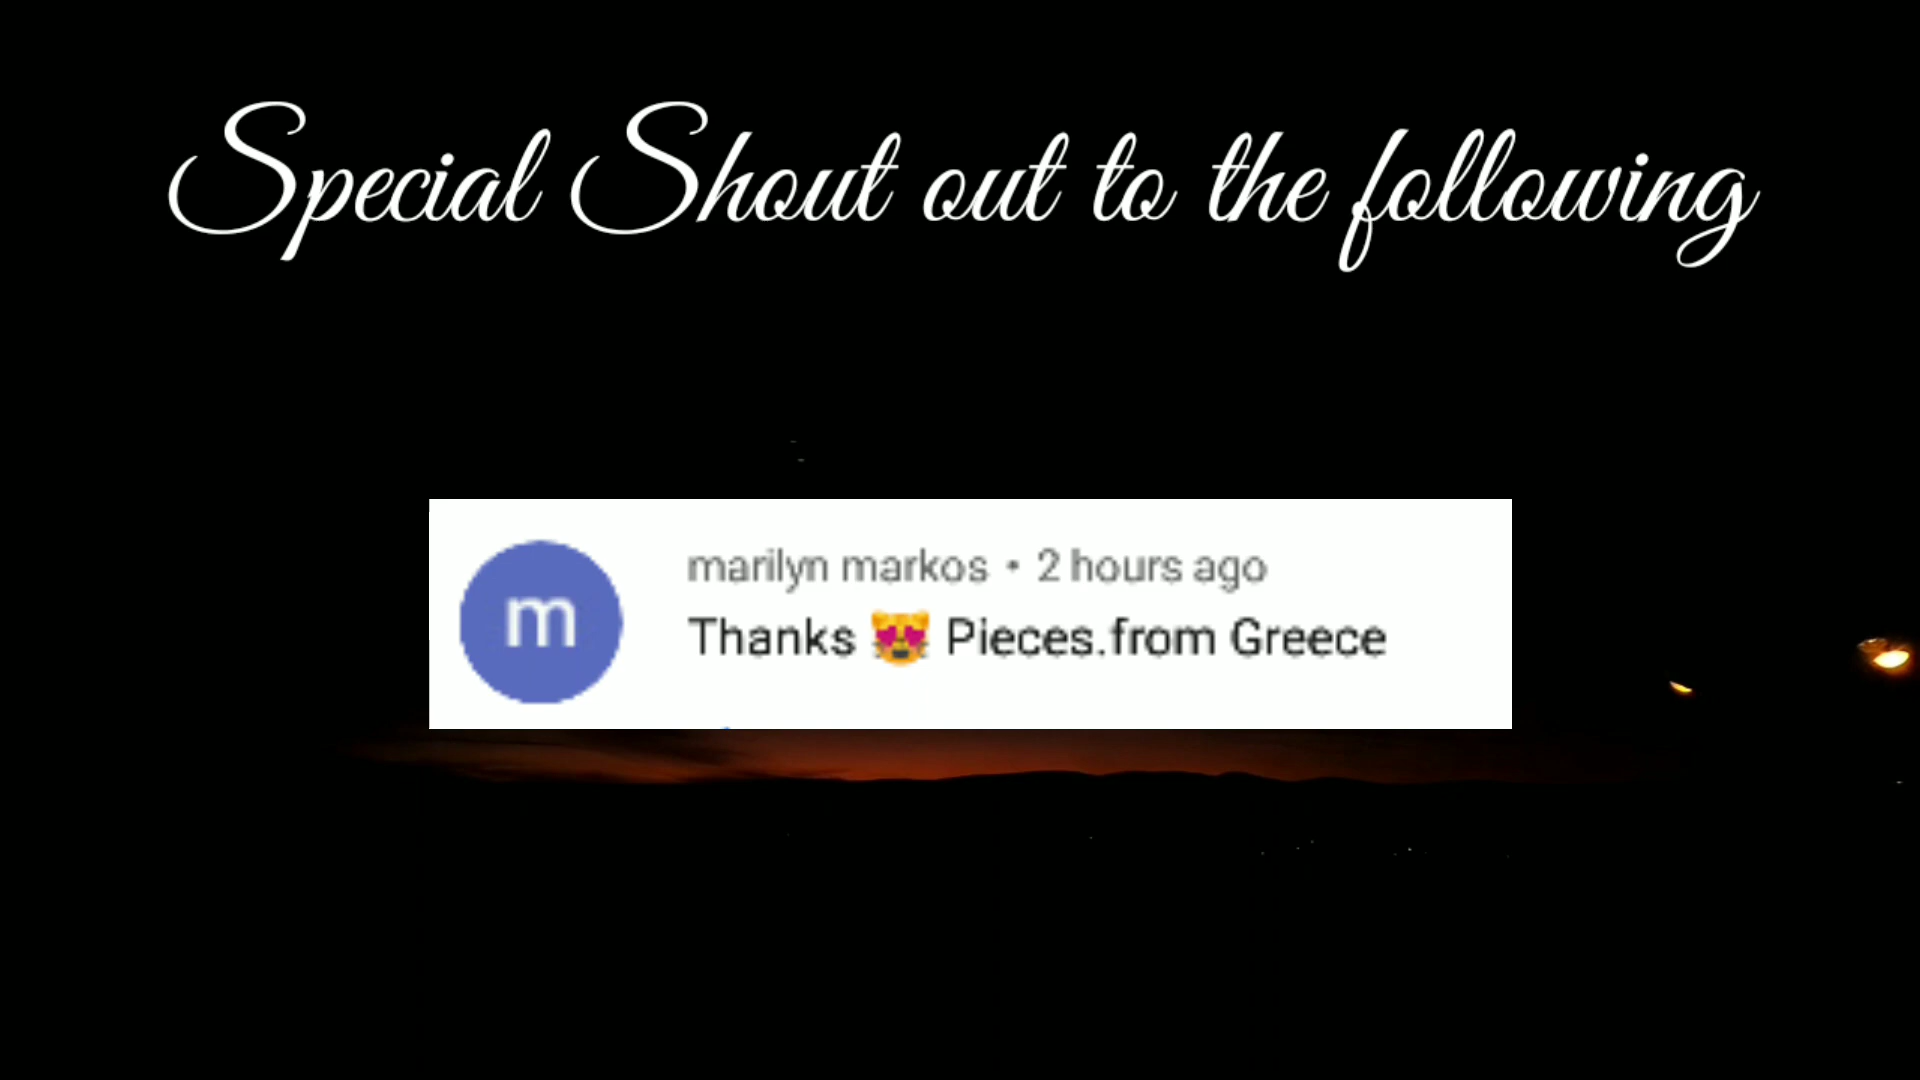 Special Shout out to the following
m
marilyn markos • 2 hours ago
Thanks 😻 Pieces.from Greece